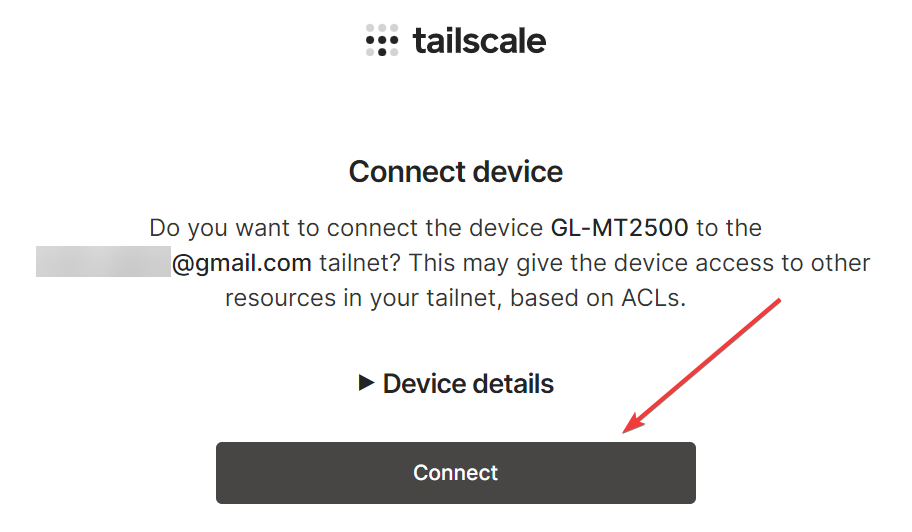 tailscale
Connect device
Do you want to connect the device GL-MT2500 to the
@gmail.com tailnet? This may give the device access to other
resources in your tailnet, based on ACLs.
Device details
Connect